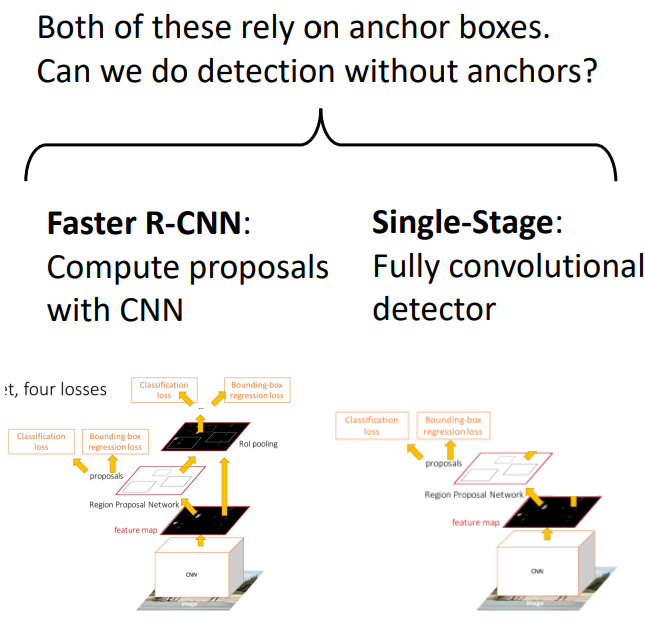 Both of these rely on anchor boxes.
Can we do detection without anchors?
Faster R-CNN:
Compute proposals
with CNN
Single-Stage:
Fully convolutional
detector
et, four losses
Classification
loss
Bounding-box
regression loss
...
RoI pooling
Classification
loss
Bounding-box
regression loss
proposals
Region Proposal Network
feature map
CNN
image
Classification
loss
Bounding-box
regression loss
proposals
Region Proposal Network
feature map
CNN
image